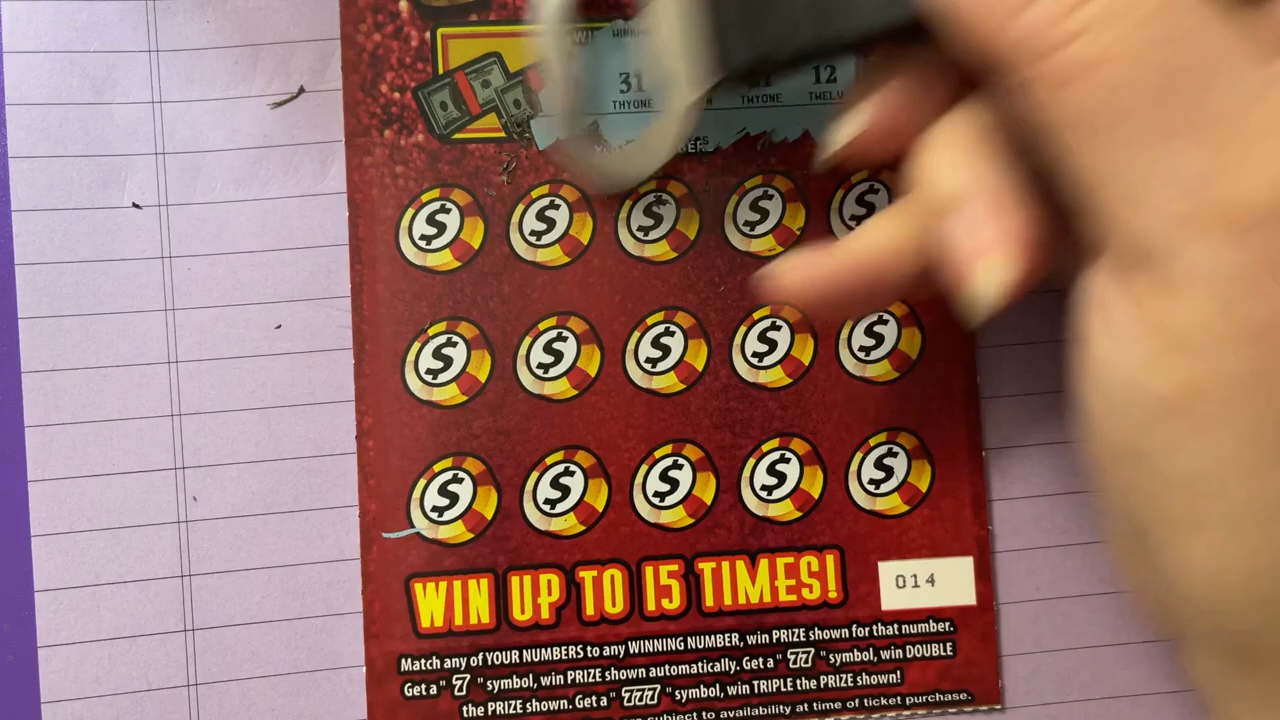 31 12
THYONE THYONE TWELV
$ $ $ $ $
$ $ $ $ $
$ $ $ $ $
WIN UP TO 15 TIMES!
014
Match any of YOUR NUMBERS to any WINNING NUMBER, win PRIZE shown for that number.
Get a "7" symbol, win PRIZE shown automatically. Get a "77" symbol, win DOUBLE
the PRIZE shown. Get a "777" symbol, win TRIPLE the PRIZE shown!
subject to availability at time of ticket purchase.